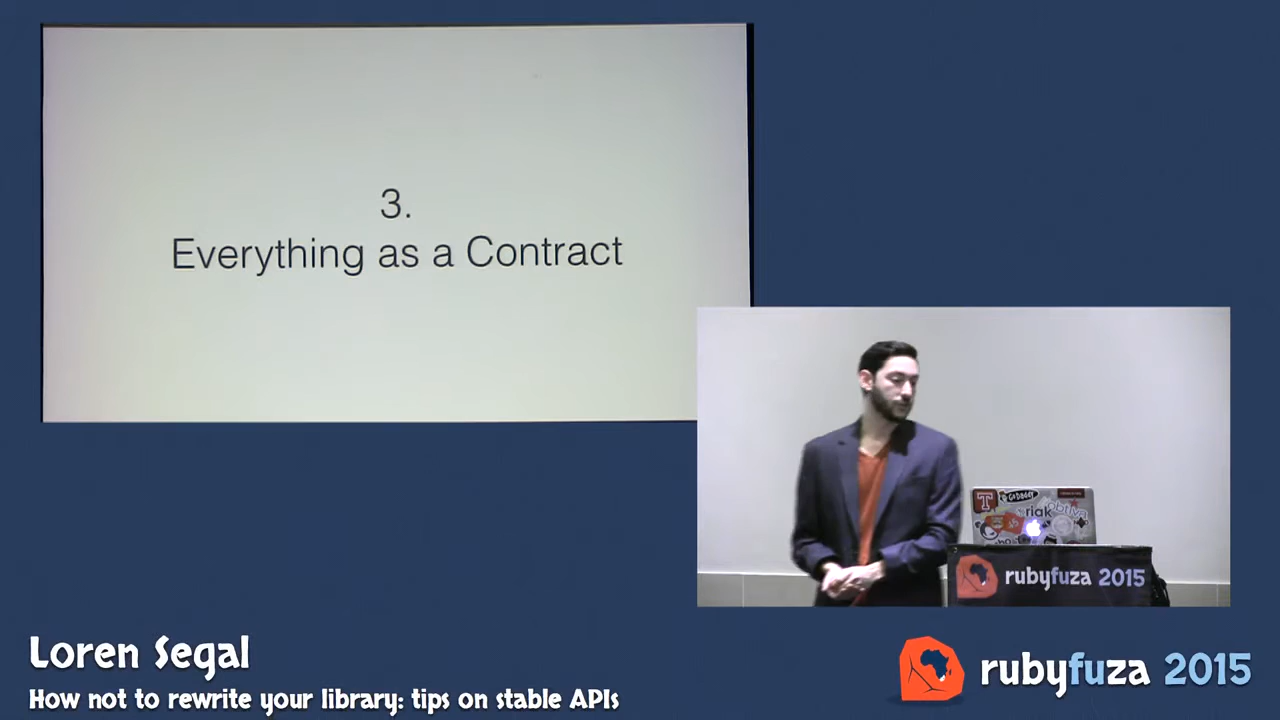 3.
Everything as a Contract
T
GoDaddy
riak
rubyfuza 2015
Loren Segal
How not to rewrite your library: tips on stable APIs
rubyfuza 2015